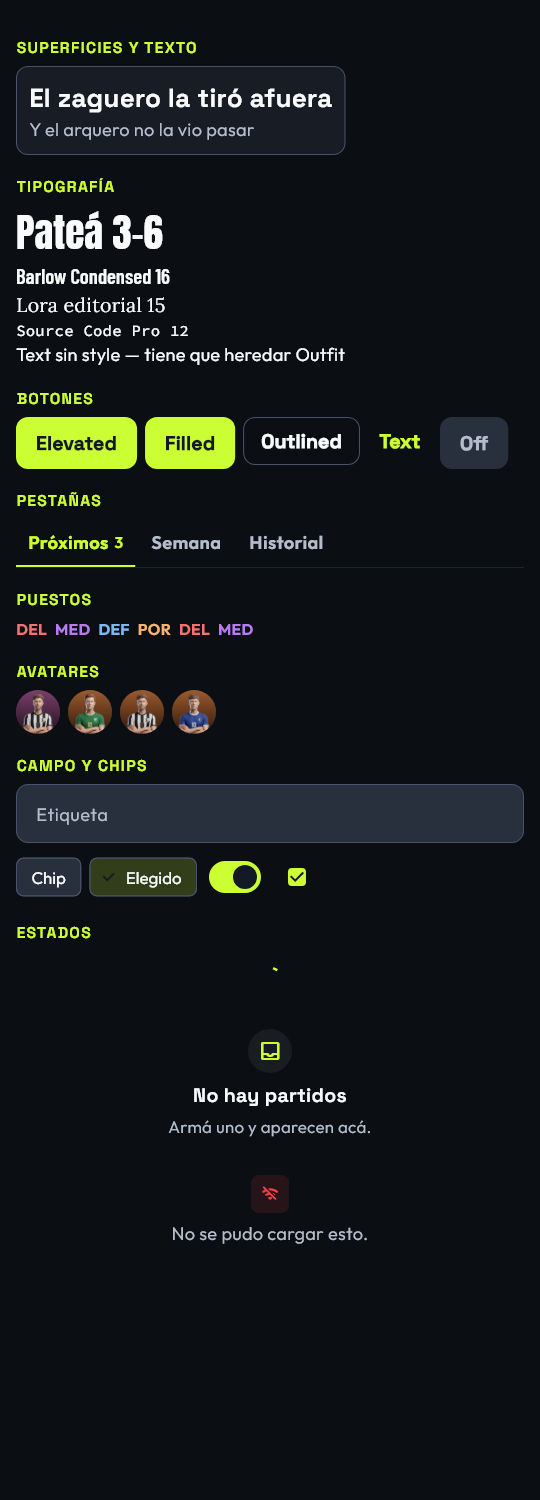 SUPERFICIES Y TEXTO
El zaguero la tiró afuera
Y el arquero no la vio pasar
TIPOGRAFÍA
Pateá 3-6
Barlow Condensed 16
Lora editorial 15
Source Code Pro 12
Text sin style — tiene que heredar Outfit
BOTONES
Elevated Filled Outlined Text Off
PESTAÑAS
Próximos 3 Semana Historial
PUESTOS
DEL MED DEF POR DEL MED
AVATARES
CAMPO Y CHIPS
Etiqueta
Chip Elegido
ESTADOS
No hay partidos
Armá uno y aparecen acá.
No se pudo cargar esto.